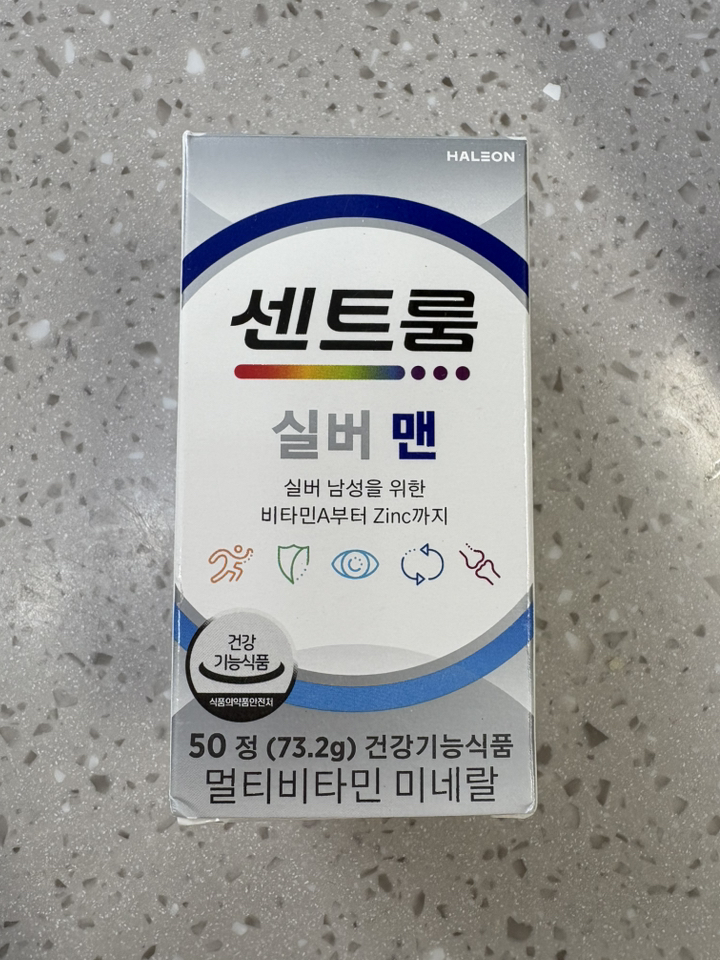 HALEON
센트룸
실버 맨
실버 남성을 위한
비타민A부터 Zinc까지
건강
기능식품
식품의약품안전처
50 정 (73.2g) 건강기능식품
멀티비타민 미네랄